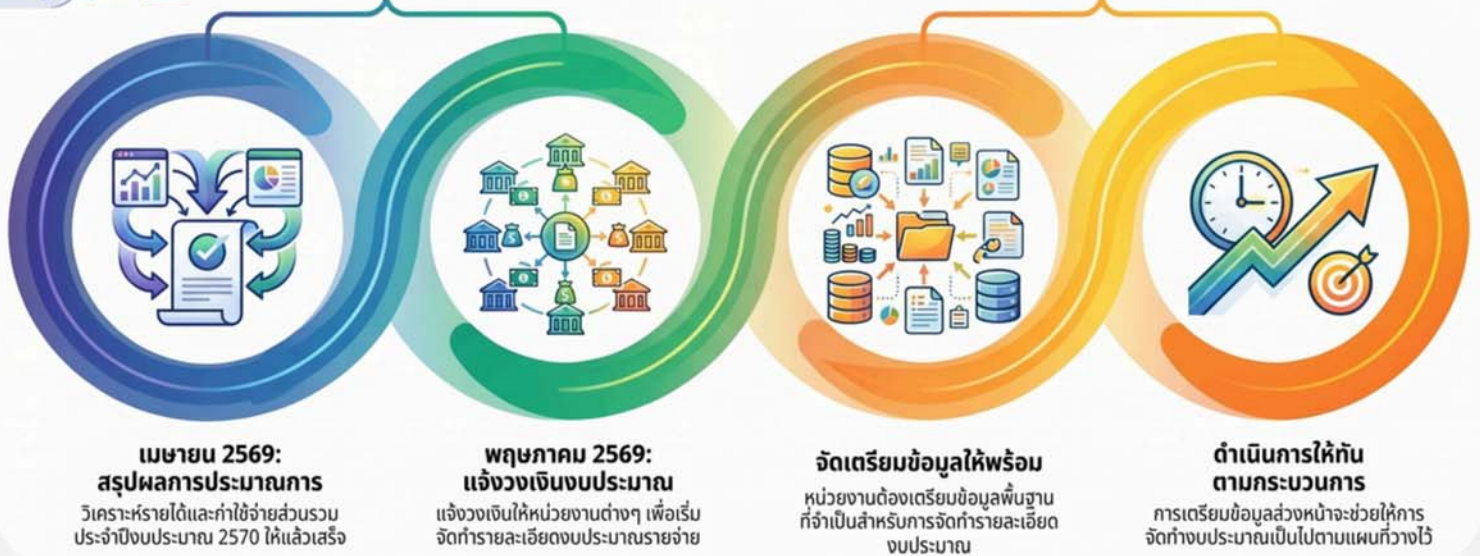 เมษายน 2569:
สรุปผลการประมาณการ
วิเคราะห์รายได้และค่าใช้จ่ายส่วนรวม
ประจำปีงบประมาณ 2570 ให้แล้วเสร็จ
พฤษภาคม 2569:
แจ้งวงเงินงบประมาณ
แจ้งวงเงินให้หน่วยงานต่างๆ เพื่อเริ่ม
จัดทำรายละเอียดงบประมาณรายจ่าย
จัดเตรียมข้อมูลให้พร้อม
หน่วยงานต้องเตรียมข้อมูลพื้นฐาน
ที่จำเป็นสำหรับการจัดทำรายละเอียด
งบประมาณ
ดำเนินการให้ทัน
ตามกระบวนการ
การเตรียมข้อมูลล่วงหน้าจะช่วยให้การ
จัดทำงบประมาณเป็นไปตามแผนที่วางไว้